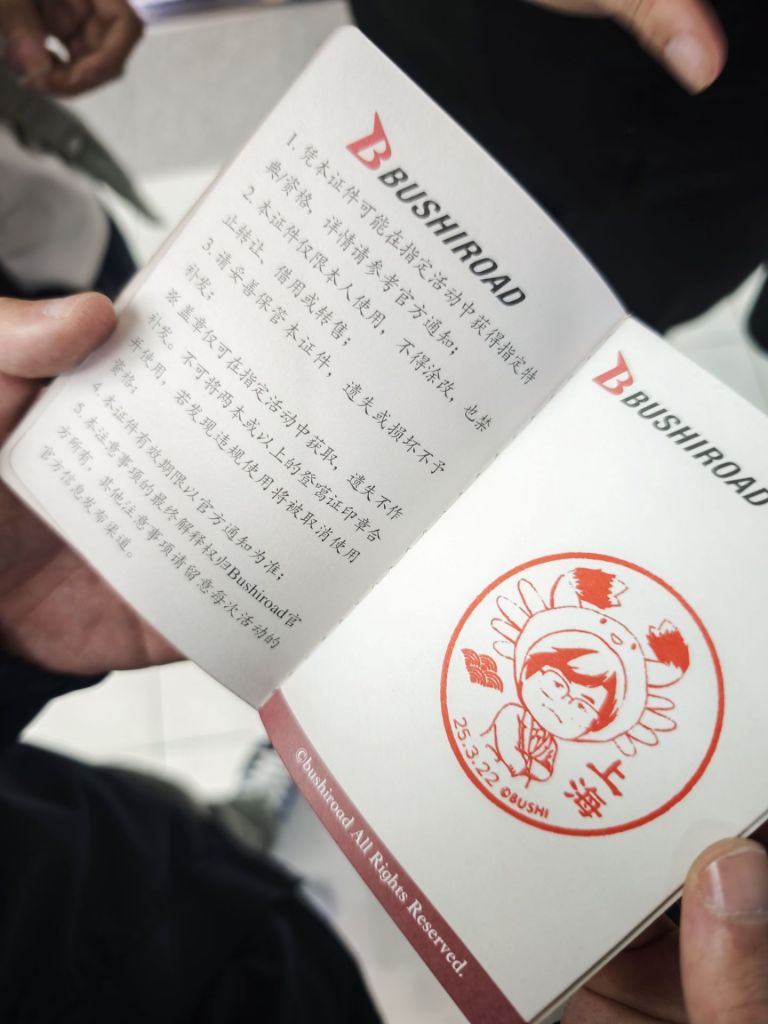 BUSHIROAD
1. 凭本证件可能在指定活动中获得指定特
典/资格，详情请参考官方通知；
2. 本证件仅限本人使用，不得涂改，也禁
止转让、借用或转售；
3. 请妥善保管本证件，遗失或损坏不予
补发；
※ 盖章仅可在指定活动中获取，遗失不作
补发。不可将两本或以上的登嶌证印章合
并使用，若发现违规使用将被取消使用
资格；
4. 本证件有效期限以官方通知为准；
5. 本注意事项的最终解释权归Bushiroad官
方所有，其他注意事项请留意每次活动的
官方信息发布渠道。
BUSHIROAD
25.3.22 ©BUSHI
上海
©bushiroad All Rights Reserved.